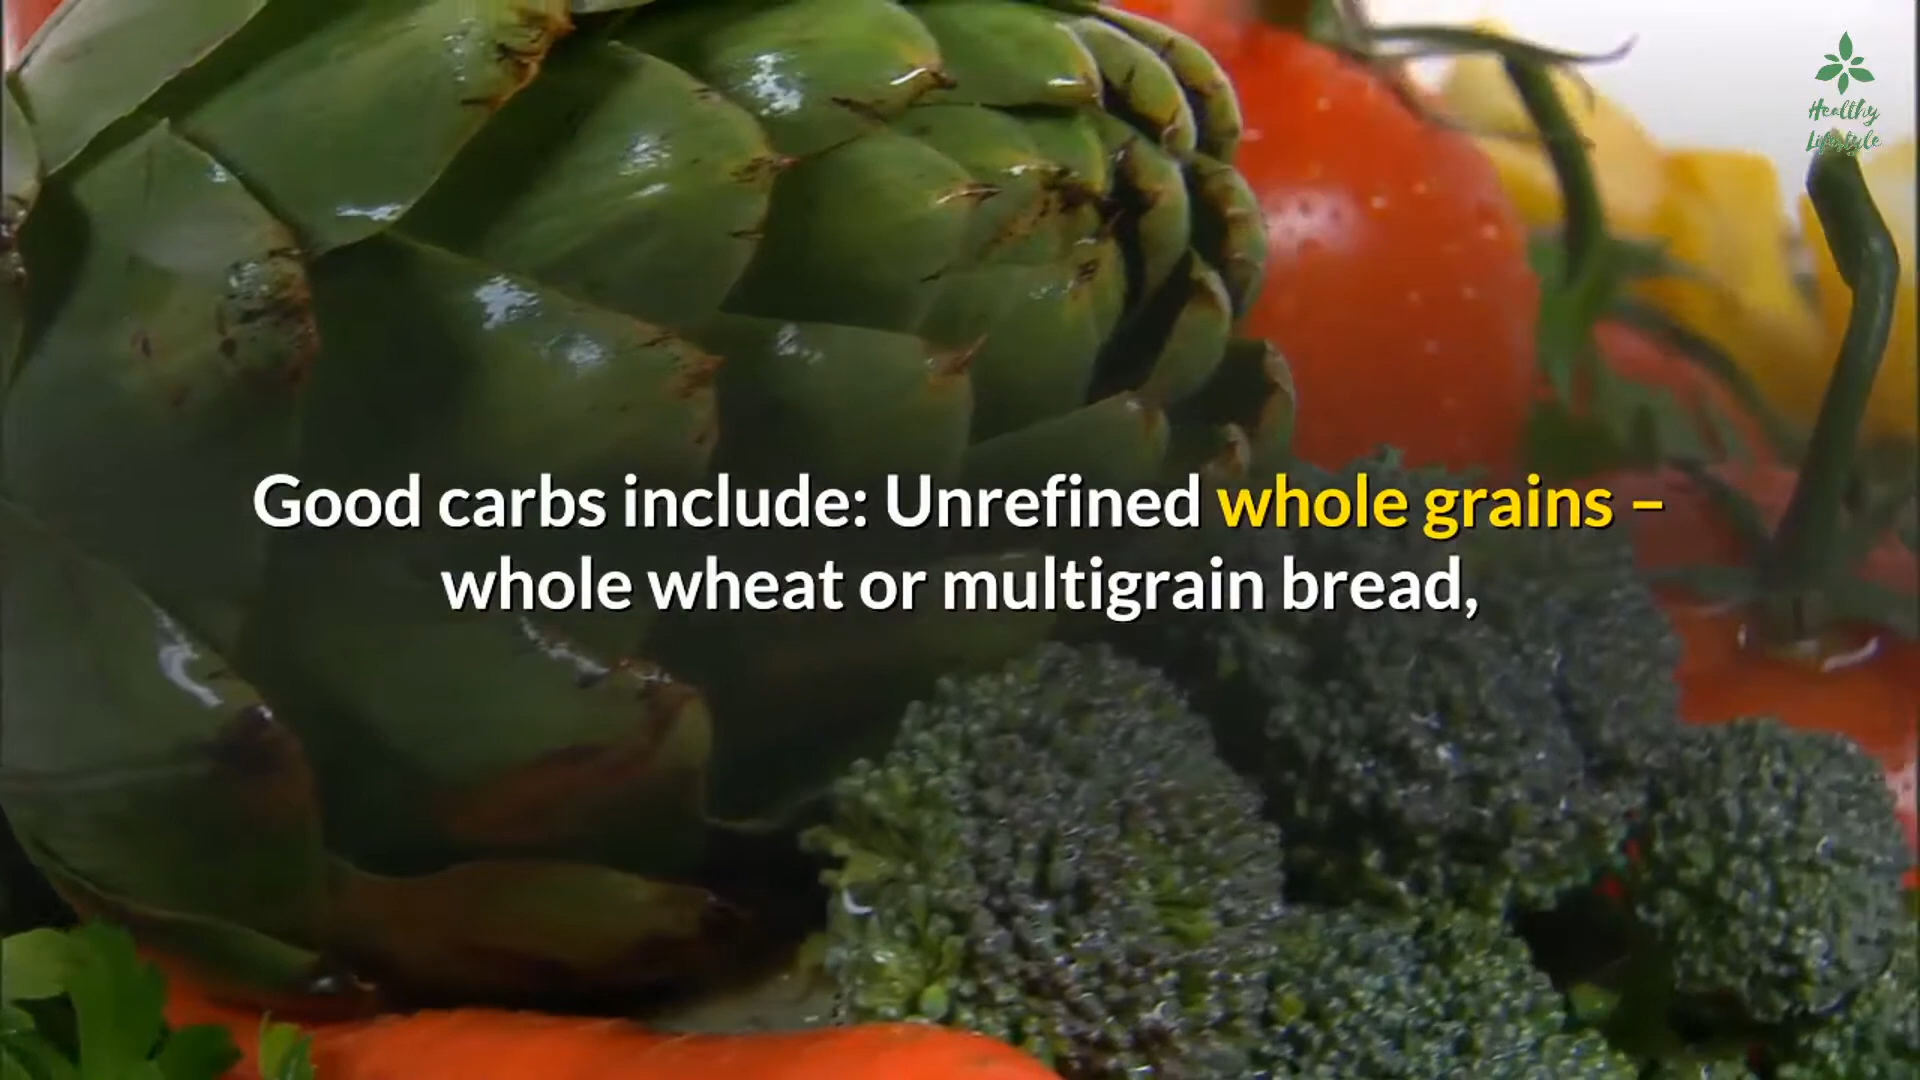 Healthy
Lifestyle
Good carbs include: Unrefined whole grains –
whole wheat or multigrain bread,